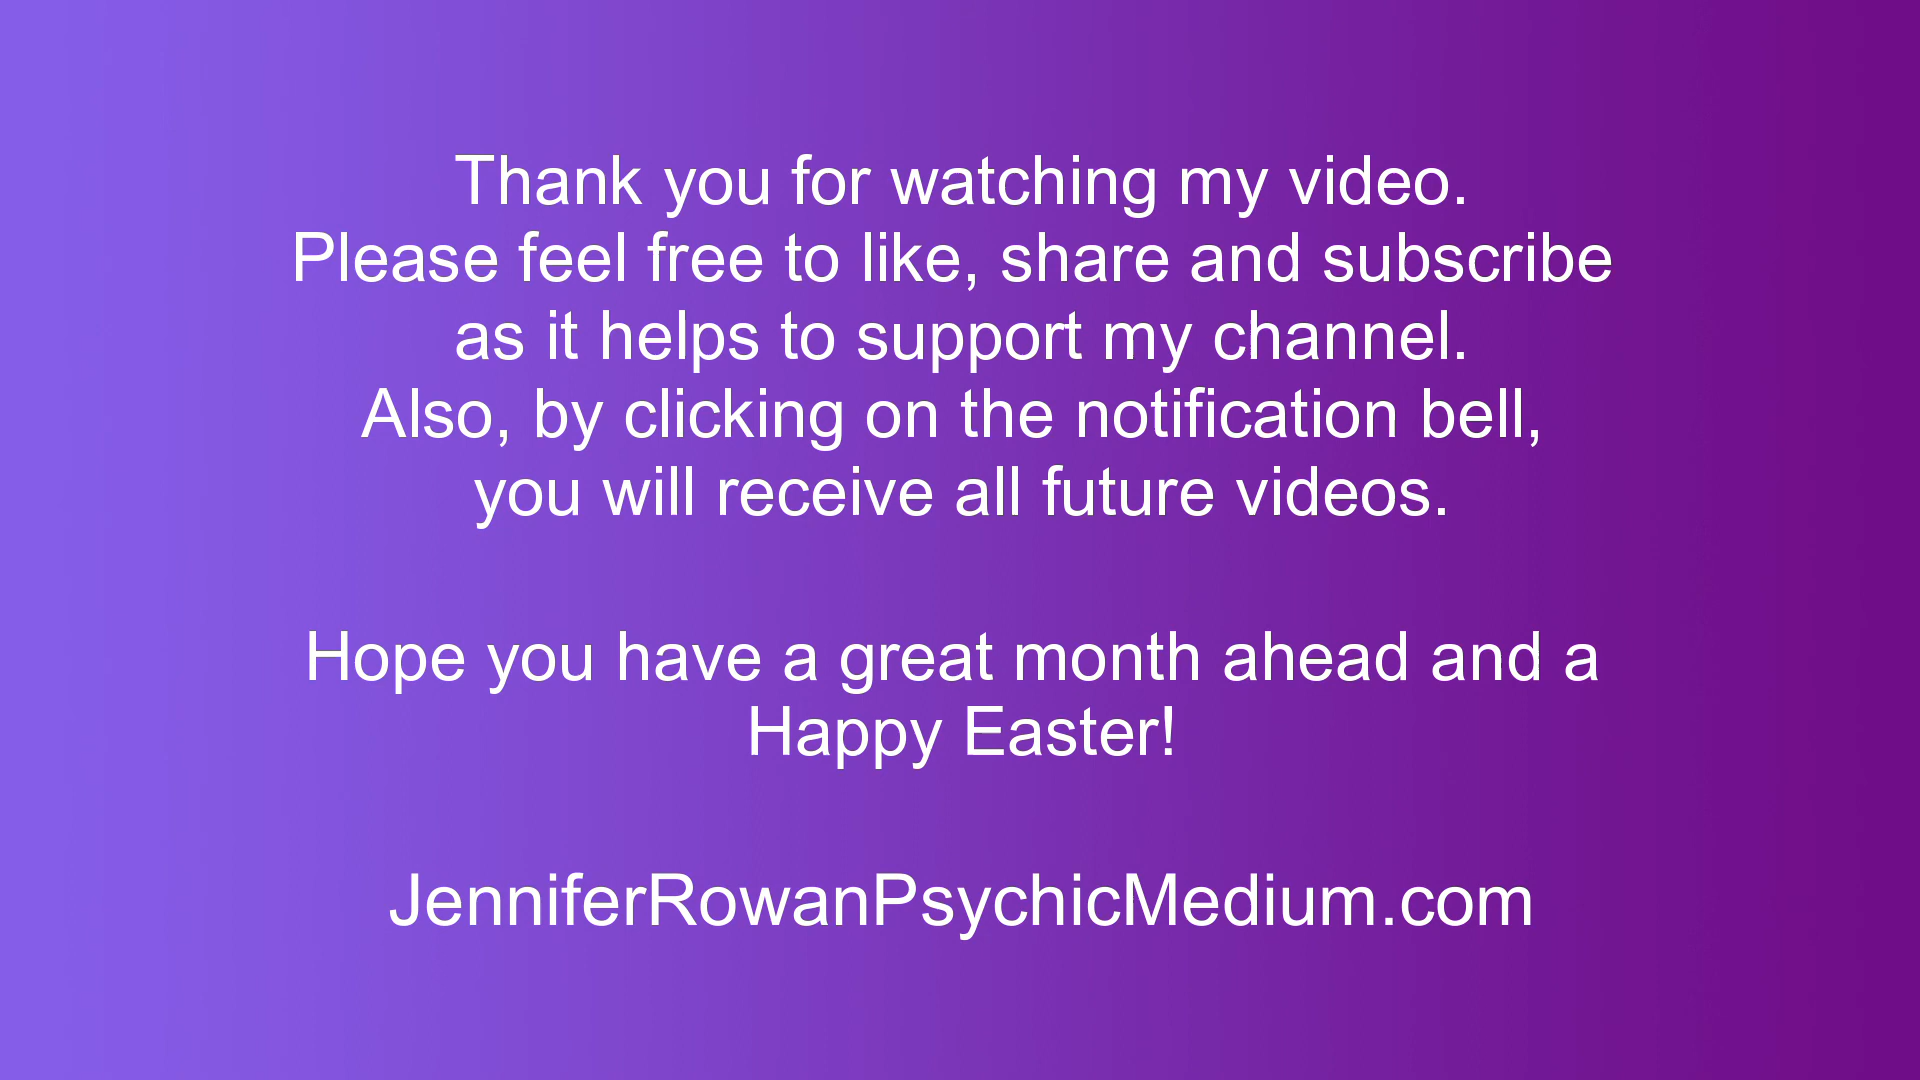 Thank you for watching my video.
Please feel free to like, share and subscribe
as it helps to support my channel.
Also, by clicking on the notification bell,
you will receive all future videos.
Hope you have a great month ahead and a
Happy Easter!
JenniferRowanPsychicMedium.com